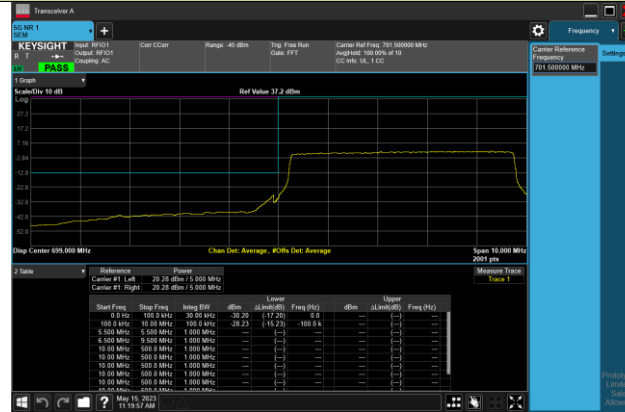 Transceiver A
5G NR 1
SEM
Frequency
KEYSIGHT
R T
PASS
Input: RFIO1
Output: RFIO1
Coupling: AC
Corr CCorr
Range: -45 dBm
Trig: Free Run
Gate: FFT
Carrier Ref Freq: 701.500000 MHz
Avg|Hold: 100.00% of 10
CC Info: UL, 1 CC
Carrier Reference
Frequency
701.500000 MHz
Settings
1 Graph
Scale/Div 10 dB
Ref Value 37.2 dBm
Log
27.2
17.2
7.16
-2.84
-12.8
-22.8
-32.8
-42.8
-52.8
Disp Center 699.000 MHz
Chan Det: Average , #Offs Det: Average
Span 10.000 MHz
2001 pts
2 Table
Reference Power
Carrier #1: Left 20.28 dBm / 5.000 MHz
Carrier #1: Right 20.28 dBm / 5.000 MHz
Measure Trace
Trace 1
Lower Upper
Start Freq Stop Freq Integ BW dBm ΔLimit(dB) Freq (Hz) dBm ΔLimit(dB) Freq (Hz)
0.0 Hz 100.0 kHz 30.00 kHz -30.20 (-17.20) 0.0 --- (---) ---
100.0 kHz 10.00 MHz 100.0 kHz -28.23 (-15.23) -100.0 k --- (---) ---
5.500 MHz 5.500 MHz 1.000 MHz --- (---) --- --- (---) ---
6.500 MHz 9.500 MHz 1.000 MHz --- (---) --- --- (---) ---
10.00 MHz 500.0 MHz 1.000 MHz --- (---) --- --- (---) ---
10.00 MHz 500.0 MHz 1.000 MHz --- (---) --- --- (---) ---
10.00 MHz 500.0 MHz 1.000 MHz --- (---) --- --- (---) ---
10.00 MHz 500.0 MHz 1.000 MHz --- (---) --- --- (---) ---
10.00 MHz 500.0 MHz 1.000 MHz --- (---) --- --- (---) ---
May 15, 2023
11:19:57 AM